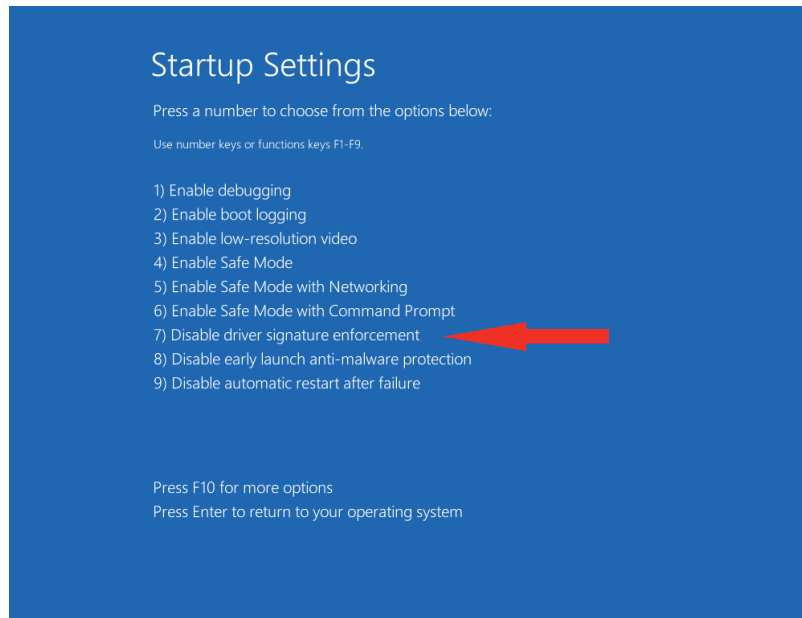 Startup Settings
Press a number to choose from the options below:
Use number keys or functions keys F1-F9.
1) Enable debugging
2) Enable boot logging
3) Enable low-resolution video
4) Enable Safe Mode
5) Enable Safe Mode with Networking
6) Enable Safe Mode with Command Prompt
7) Disable driver signature enforcement
8) Disable early launch anti-malware protection
9) Disable automatic restart after failure
Press F10 for more options
Press Enter to return to your operating system